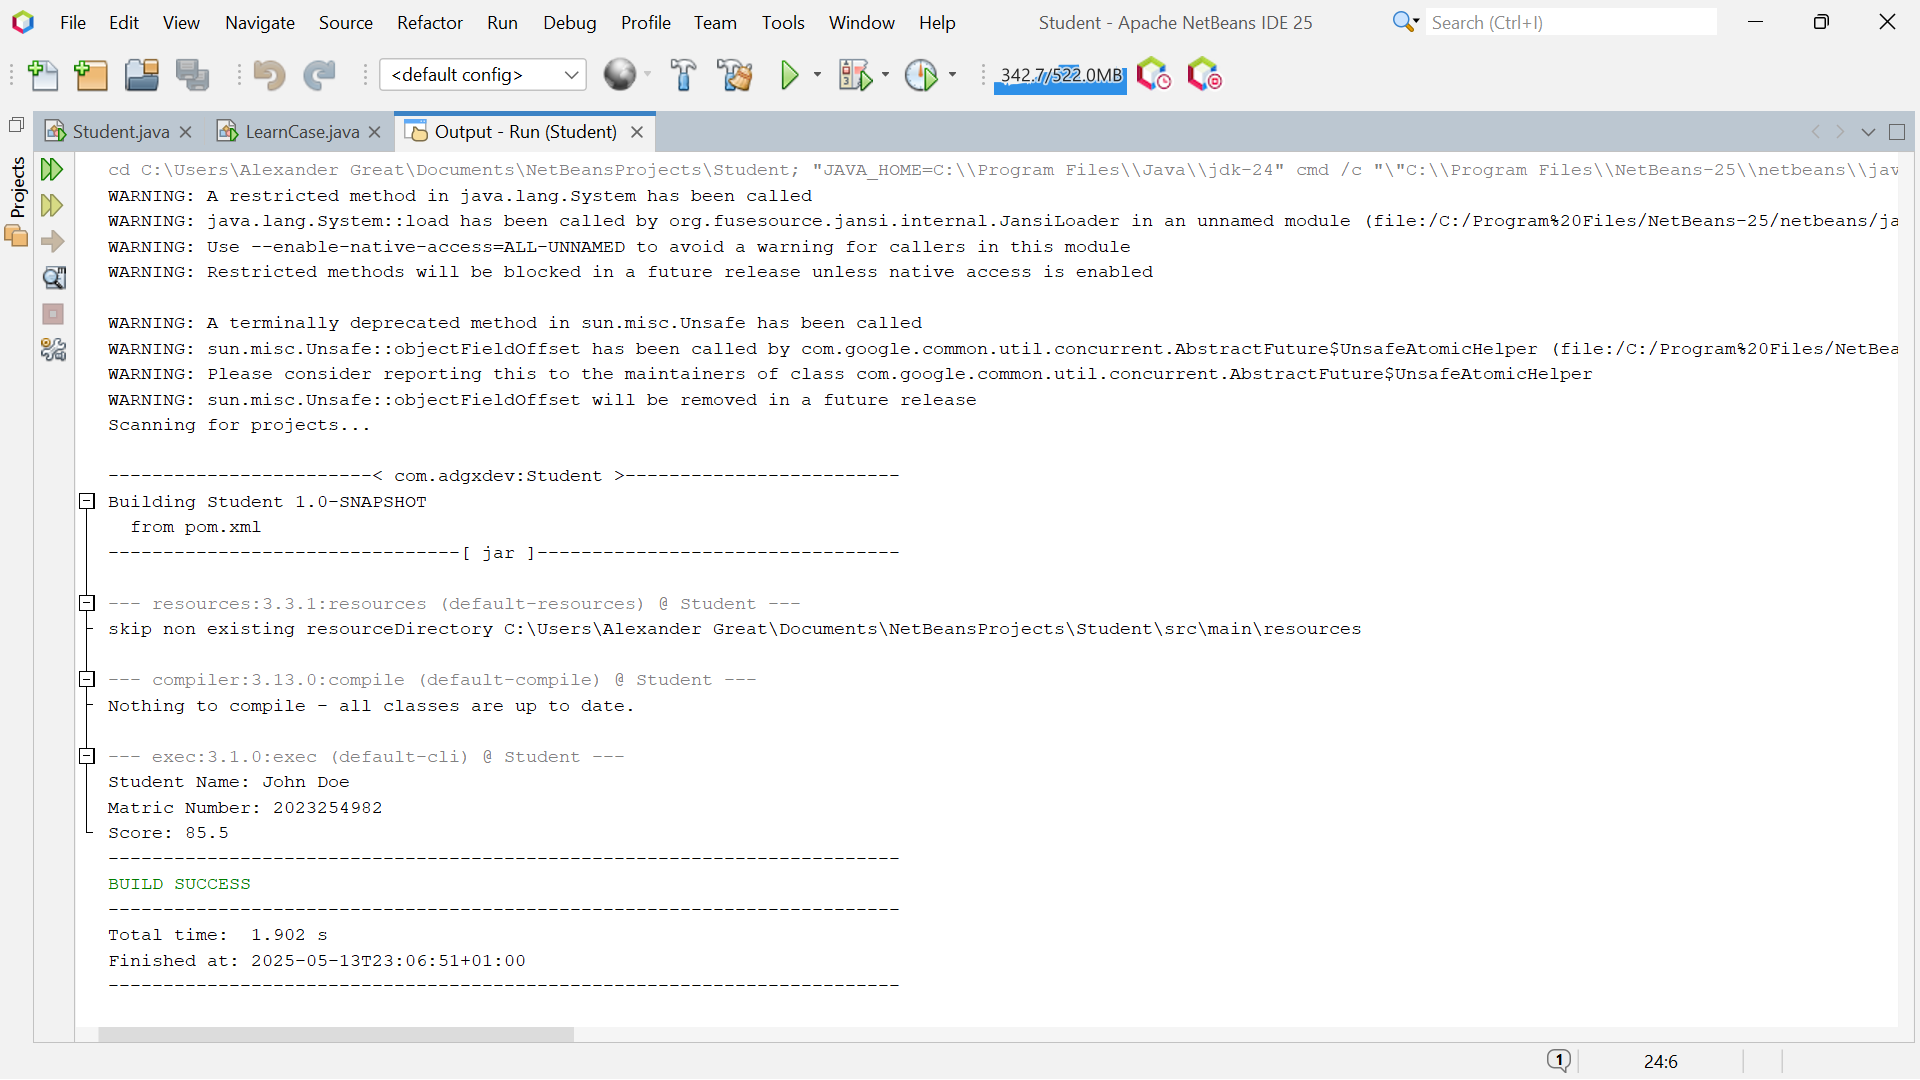 File Edit View Navigate Source Refactor Run Debug Profile Team Tools Window Help Student - Apache NetBeans IDE 25 Search (Ctrl+I)
<default config> 342.7/522.0MB
Student.java LearnCase.java Output - Run (Student)
Projects
cd C:\Users\Alexander Great\Documents\NetBeansProjects\Student; "JAVA_HOME=C:\\Program Files\\Java\\jdk-24" cmd /c "\"C:\\Program Files\\NetBeans-25\\netbeans\\jav
WARNING: A restricted method in java.lang.System has been called
WARNING: java.lang.System::load has been called by org.fusesource.jansi.internal.JansiLoader in an unnamed module (file:/C:/Program%20Files/NetBeans-25/netbeans/ja
WARNING: Use --enable-native-access=ALL-UNNAMED to avoid a warning for callers in this module
WARNING: Restricted methods will be blocked in a future release unless native access is enabled
WARNING: A terminally deprecated method in sun.misc.Unsafe has been called
WARNING: sun.misc.Unsafe::objectFieldOffset has been called by com.google.common.util.concurrent.AbstractFuture$UnsafeAtomicHelper (file:/C:/Program%20Files/NetBea
WARNING: Please consider reporting this to the maintainers of class com.google.common.util.concurrent.AbstractFuture$UnsafeAtomicHelper
WARNING: sun.misc.Unsafe::objectFieldOffset will be removed in a future release
Scanning for projects...
------------------------< com.adgxdev:Student >-------------------------
Building Student 1.0-SNAPSHOT
from pom.xml
--------------------------------[ jar ]---------------------------------
--- resources:3.3.1:resources (default-resources) @ Student ---
skip non existing resourceDirectory C:\Users\Alexander Great\Documents\NetBeansProjects\Student\src\main\resources
--- compiler:3.13.0:compile (default-compile) @ Student ---
Nothing to compile - all classes are up to date.
--- exec:3.1.0:exec (default-cli) @ Student ---
Student Name: John Doe
Matric Number: 2023254982
Score: 85.5
------------------------------------------------------------------------
BUILD SUCCESS
------------------------------------------------------------------------
Total time:  1.902 s
Finished at: 2025-05-13T23:06:51+01:00
------------------------------------------------------------------------
1 24:6